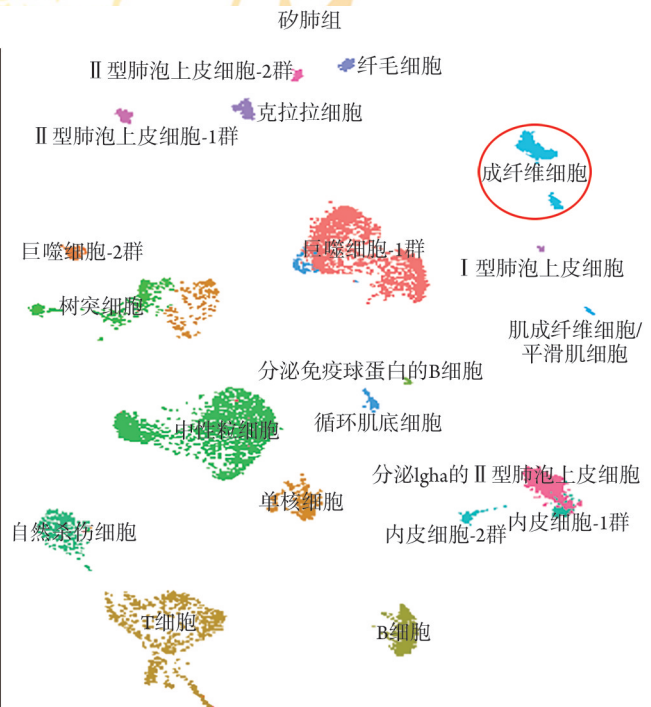 矽肺组
Ⅱ型肺泡上皮细胞-2群
纤毛细胞
克拉拉细胞
Ⅱ型肺泡上皮细胞-1群
成纤维细胞
巨噬细胞-2群
巨噬细胞-1群
Ⅰ型肺泡上皮细胞
树突细胞
肌成纤维细胞/
平滑肌细胞
分泌免疫球蛋白的B细胞
循环肌底细胞
中性粒细胞
分泌lgha的Ⅱ型肺泡上皮细胞
单核细胞
自然杀伤细胞
内皮细胞-2群
内皮细胞-1群
T细胞
B细胞